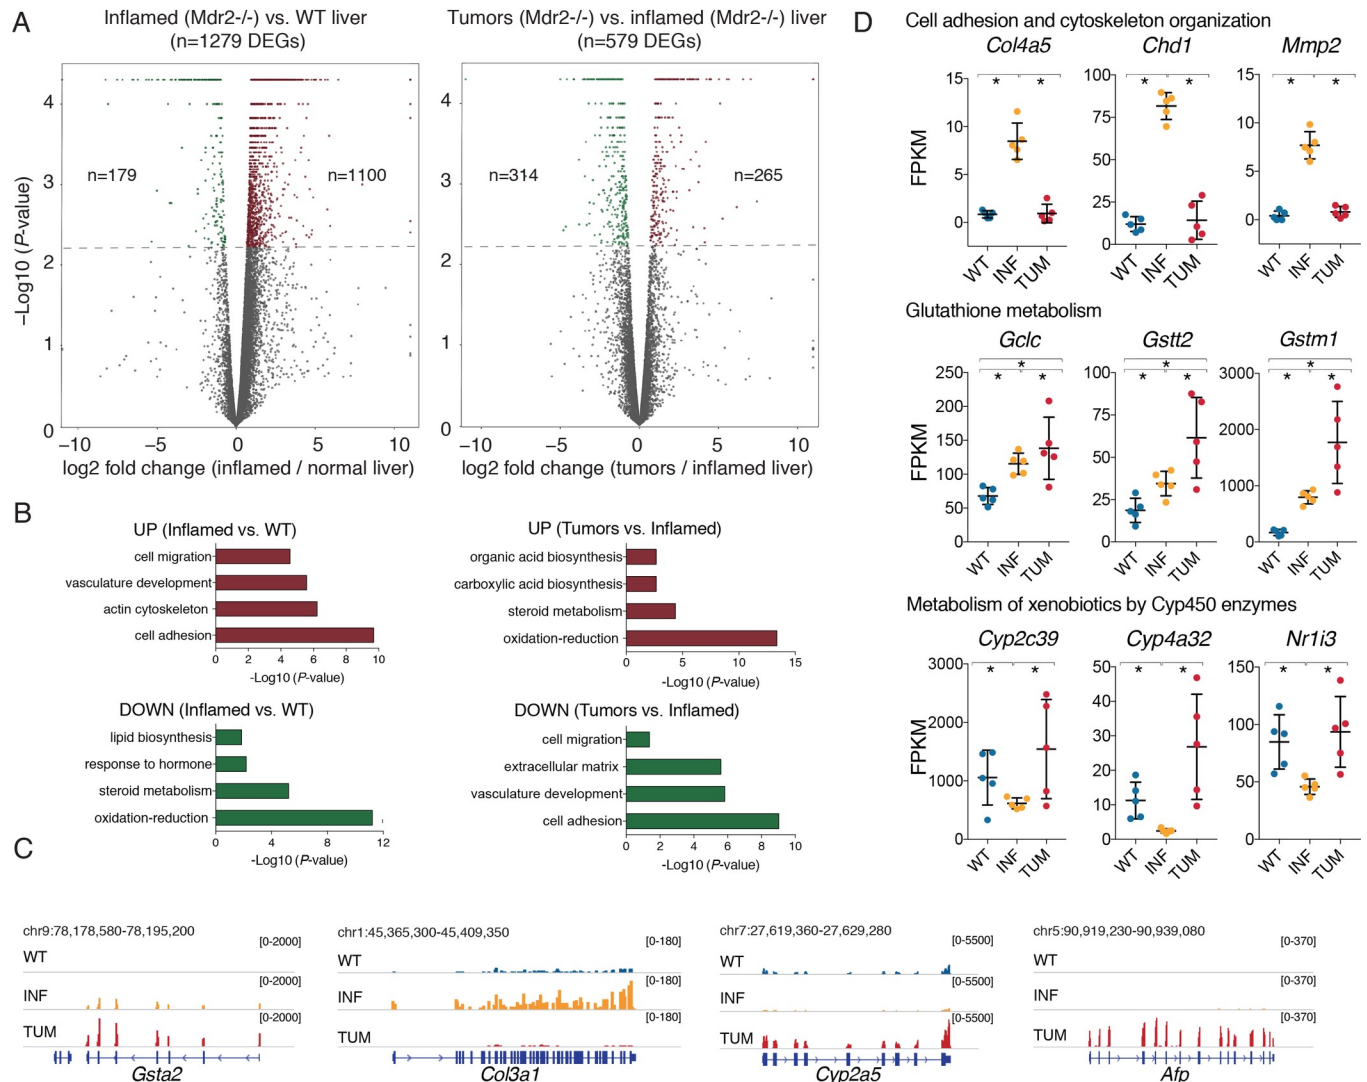 A
Inflamed (Mdr2-/-) vs. WT liver
(n=1279 DEGs)
Tumors (Mdr2-/-) vs. inflamed (Mdr2-/-) liver
(n=579 DEGs)
−Log10 (P-value)
4
3
2
1
0
n=179
n=1100
−10 −5 0 5 10
log2 fold change (inflamed / normal liver)
4
3
2
1
0
n=314
n=265
−10 −5 0 5 10
log2 fold change (tumors / inflamed liver)
B
UP (Inflamed vs. WT)
cell migration
vasculature development
actin cytoskeleton
cell adhesion
0 2 4 6 8 10
-Log10 (P-value)
UP (Tumors vs. Inflamed)
organic acid biosynthesis
carboxylic acid biosynthesis
steroid metabolism
oxidation-reduction
0 5 10 15
-Log10 (P-value)
DOWN (Inflamed vs. WT)
lipid biosynthesis
response to hormone
steroid metabolism
oxidation-reduction
0 4 8 12
-Log10 (P-value)
DOWN (Tumors vs. Inflamed)
cell migration
extracellular matrix
vasculature development
cell adhesion
0 2 4 6 8 10
-Log10 (P-value)
C
chr9:78,178,580-78,195,200
WT [0-2000]
INF [0-2000]
TUM [0-2000]
Gsta2
chr1:45,365,300-45,409,350
WT [0-180]
INF [0-180]
TUM [0-180]
Col3a1
chr7:27,619,360-27,629,280
WT [0-5500]
INF [0-5500]
TUM [0-5500]
Cyp2a5
chr5:90,919,230-90,939,080
WT [0-370]
INF [0-370]
TUM [0-370]
Afp
D
Cell adhesion and cytoskeleton organization
Col4a5
* *
FPKM
15
10
5
0
WT INF TUM
Chd1
* *
100
75
50
25
0
WT INF TUM
Mmp2
* *
15
10
5
0
WT INF TUM
Glutathione metabolism
Gclc
*
* *
FPKM
250
200
150
100
50
0
WT INF TUM
Gstt2
*
* *
100
75
50
25
0
WT INF TUM
Gstm1
*
* *
3000
2000
1000
0
WT INF TUM
Metabolism of xenobiotics by Cyp450 enzymes
Cyp2c39
* *
FPKM
3000
2000
1000
0
WT INF TUM
Cyp4a32
* *
50
40
30
20
10
0
WT INF TUM
Nr1i3
* *
150
100
50
0
WT INF TUM